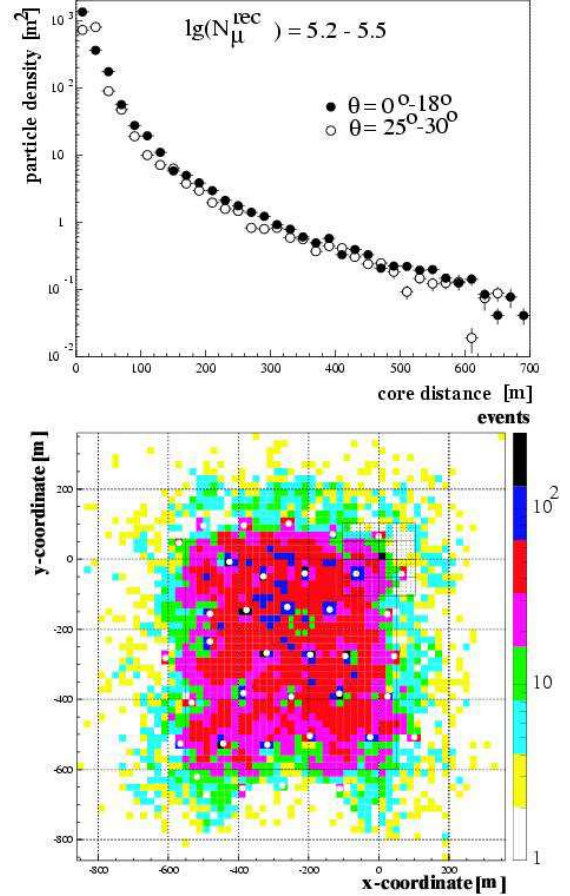 particle density [m²]
10³
lg(N_μ^rec) = 5.2 - 5.5
10²
θ = 0°-18°
θ = 25°-30°
10
1
10⁻¹
10⁻²
0 100 200 300 400 500 600 700
core distance [m]
events
y-coordinate [m]
200
0
-200
-400
-600
-800
10²
10
1
-800 -600 -400 -200 0 200
x-coordinate [m]